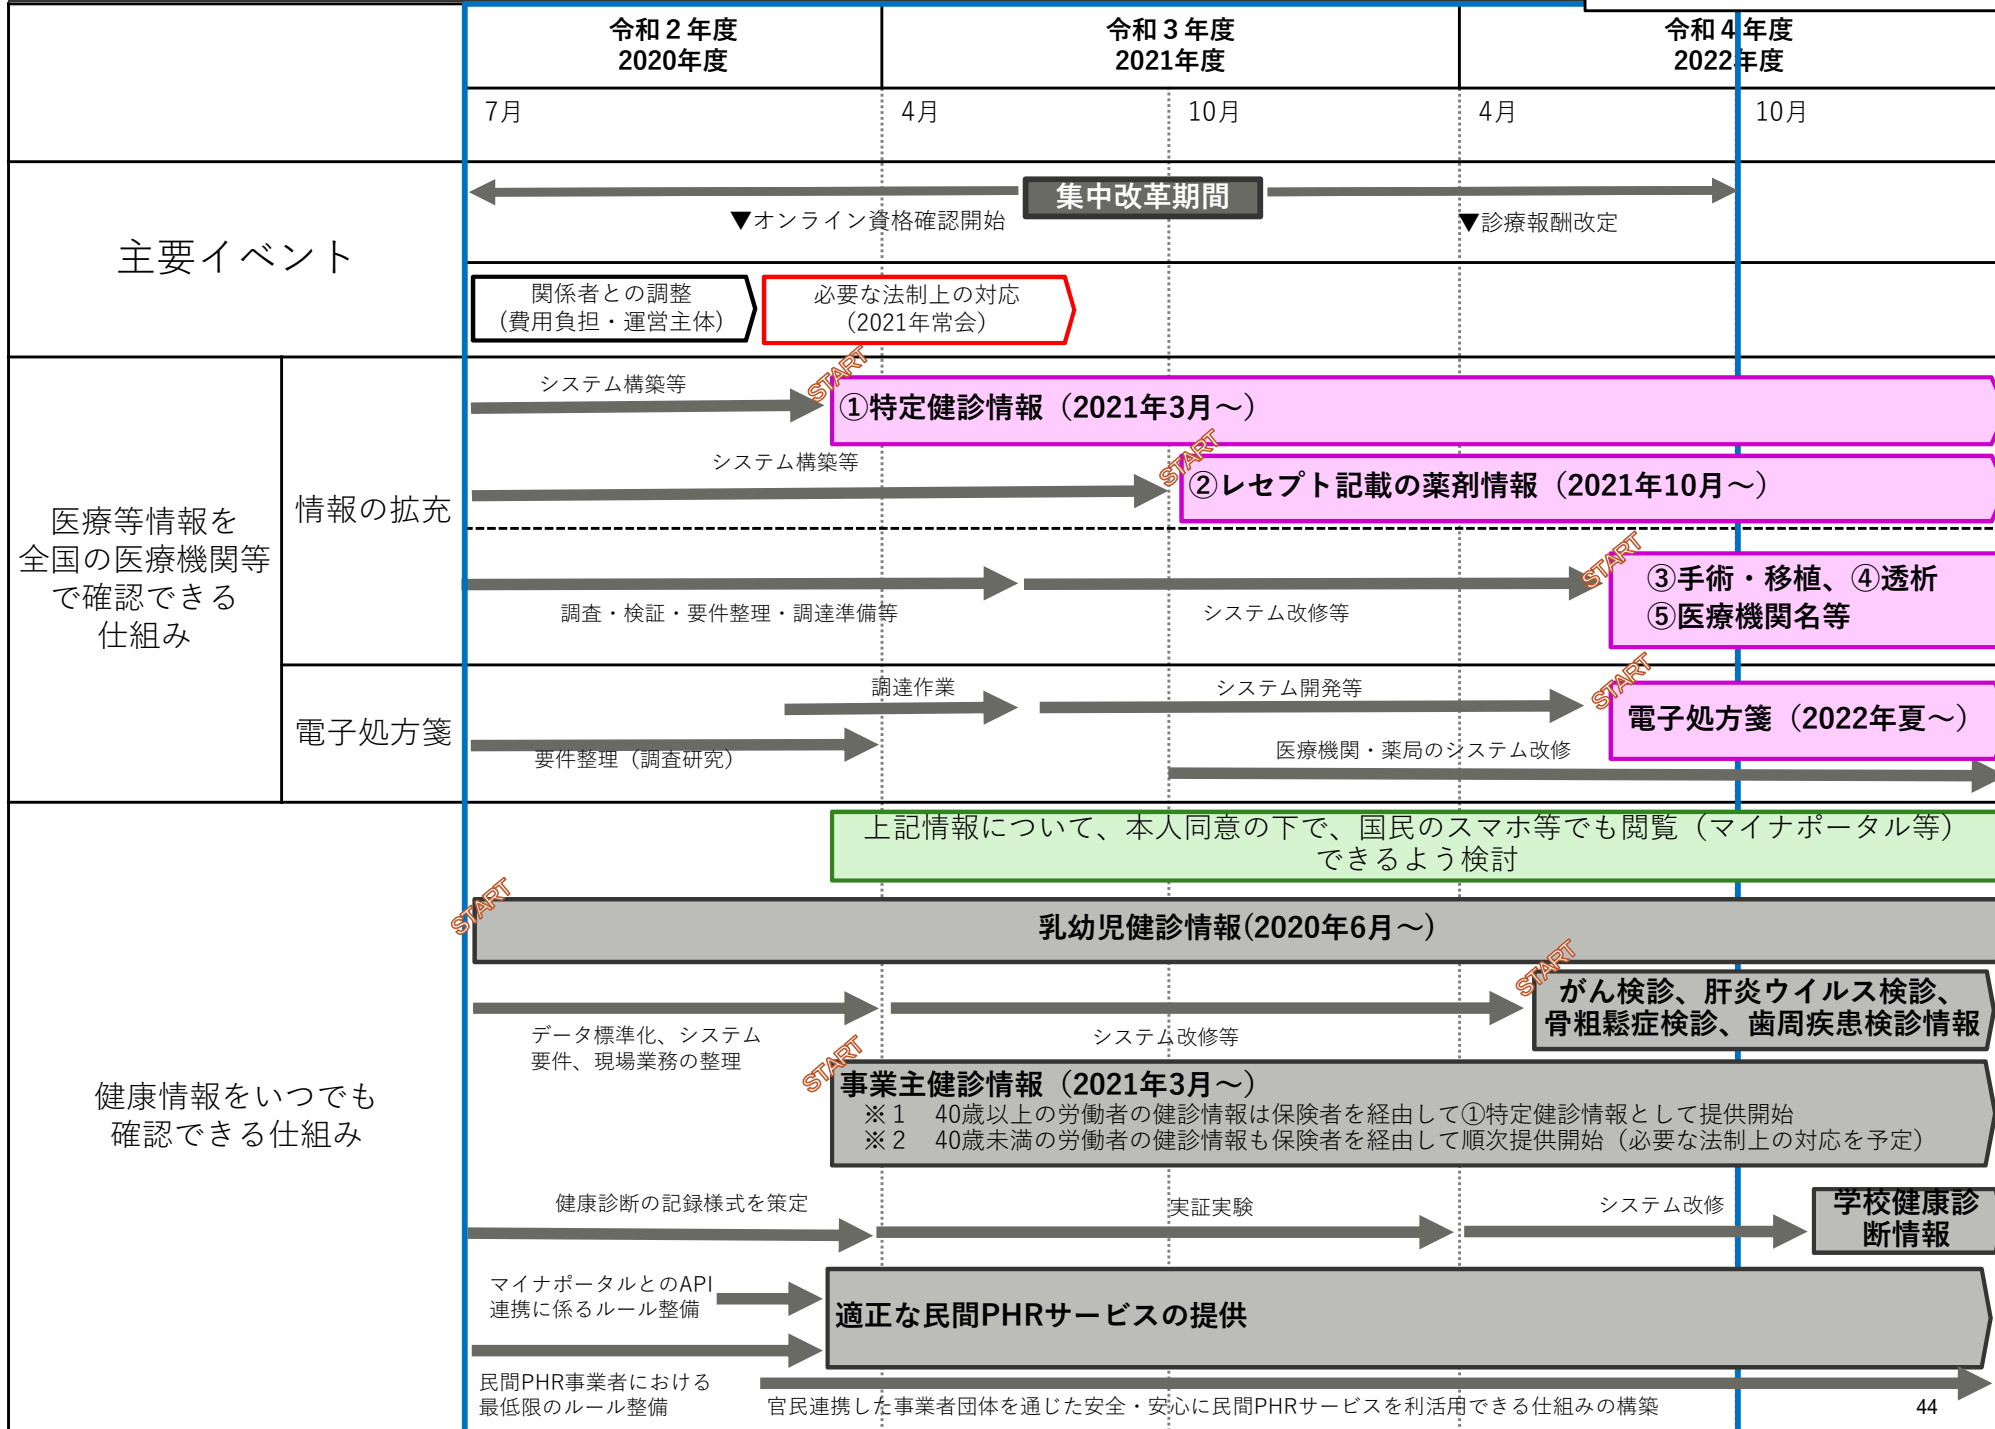 令和２年度
2020年度
令和３年度
2021年度
令和４年度
2022年度
7月
4月
10月
4月
10月
主要イベント
集中改革期間
▼オンライン資格確認開始
▼診療報酬改定
関係者との調整
(費用負担・運営主体)
必要な法制上の対応
(2021年常会)
医療等情報を
全国の医療機関等
で確認できる
仕組み
情報の拡充
システム構築等
START
①特定健診情報（2021年3月～）
システム構築等
START
②レセプト記載の薬剤情報（2021年10月～）
調査・検証・要件整理・調達準備等
システム改修等
START
③手術・移植、④透析
⑤医療機関名等
電子処方箋
調達作業
システム開発等
START
電子処方箋（2022年夏～）
要件整理（調査研究）
医療機関・薬局のシステム改修
健康情報をいつでも
確認できる仕組み
上記情報について、本人同意の下で、国民のスマホ等でも閲覧（マイナポータル等）
できるよう検討
START
乳幼児健診情報(2020年6月～)
データ標準化、システム
要件、現場業務の整理
システム改修等
START
がん検診、肝炎ウイルス検診、
骨粗鬆症検診、歯周疾患検診情報
START
事業主健診情報（2021年3月～）
※１　40歳以上の労働者の健診情報は保険者を経由して①特定健診情報として提供開始
※２　40歳未満の労働者の健診情報も保険者を経由して順次提供開始（必要な法制上の対応を予定）
健康診断の記録様式を策定
実証実験
システム改修
学校健康診
断情報
マイナポータルとのAPI
連携に係るルール整備
適正な民間PHRサービスの提供
民間PHR事業者における
最低限のルール整備
官民連携した事業者団体を通じた安全・安心に民間PHRサービスを利活用できる仕組みの構築
44